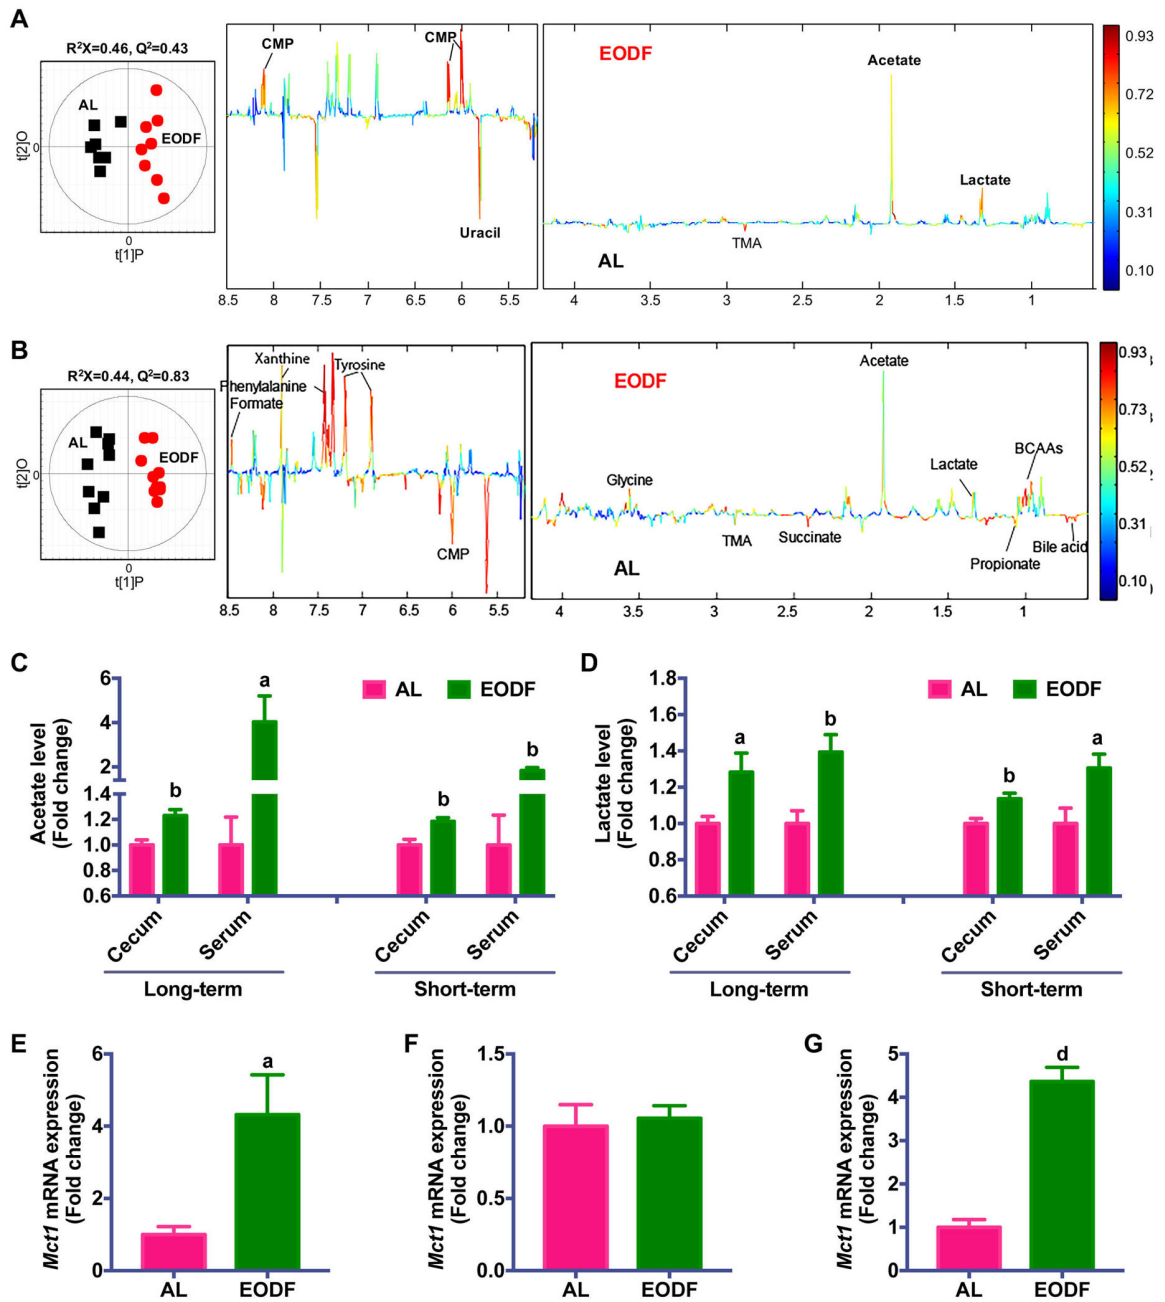 A
R²X=0.46, Q²=0.43
AL
EODF
t[2]O
0
0
t[1]P
CMP
CMP
Uracil
8.5 8 7.5 7 6.5 6 5.5
EODF
Acetate
Lactate
TMA
AL
4 3.5 3 2.5 2 1.5 1
0.93
0.72
0.52
0.31
0.10
B
R²X=0.44, Q²=0.83
AL
EODF
t[2]O
0
0
t[1]P
Xanthine
Tyrosine
Phenylalanine
Formate
CMP
8.5 8 7.5 7 6.5 6 5.5
EODF
Acetate
BCAAs
Lactate
Glycine
TMA
Succinate
Bile acid
Propionate
AL
4 3.5 3 2.5 2 1.5 1
0.93
0.73
0.52
0.31
0.10
C
Acetate level
(Fold change)
6
4
2
1.4
1.2
1.0
0.8
0.6
AL EODF
b a b b
Cecum Serum Cecum Serum
Long-term Short-term
D
Lactate level
(Fold change)
1.8
1.6
1.4
1.2
1.0
0.8
0.6
AL EODF
a b b a
Cecum Serum Cecum Serum
Long-term Short-term
E
Mct1 mRNA expression
(Fold change)
6
4
2
0
a
AL EODF
F
Mct1 mRNA expression
(Fold change)
1.5
1.0
0.5
0.0
AL EODF
G
Mct1 mRNA expression
(Fold change)
5
4
3
2
1
0
d
AL EODF